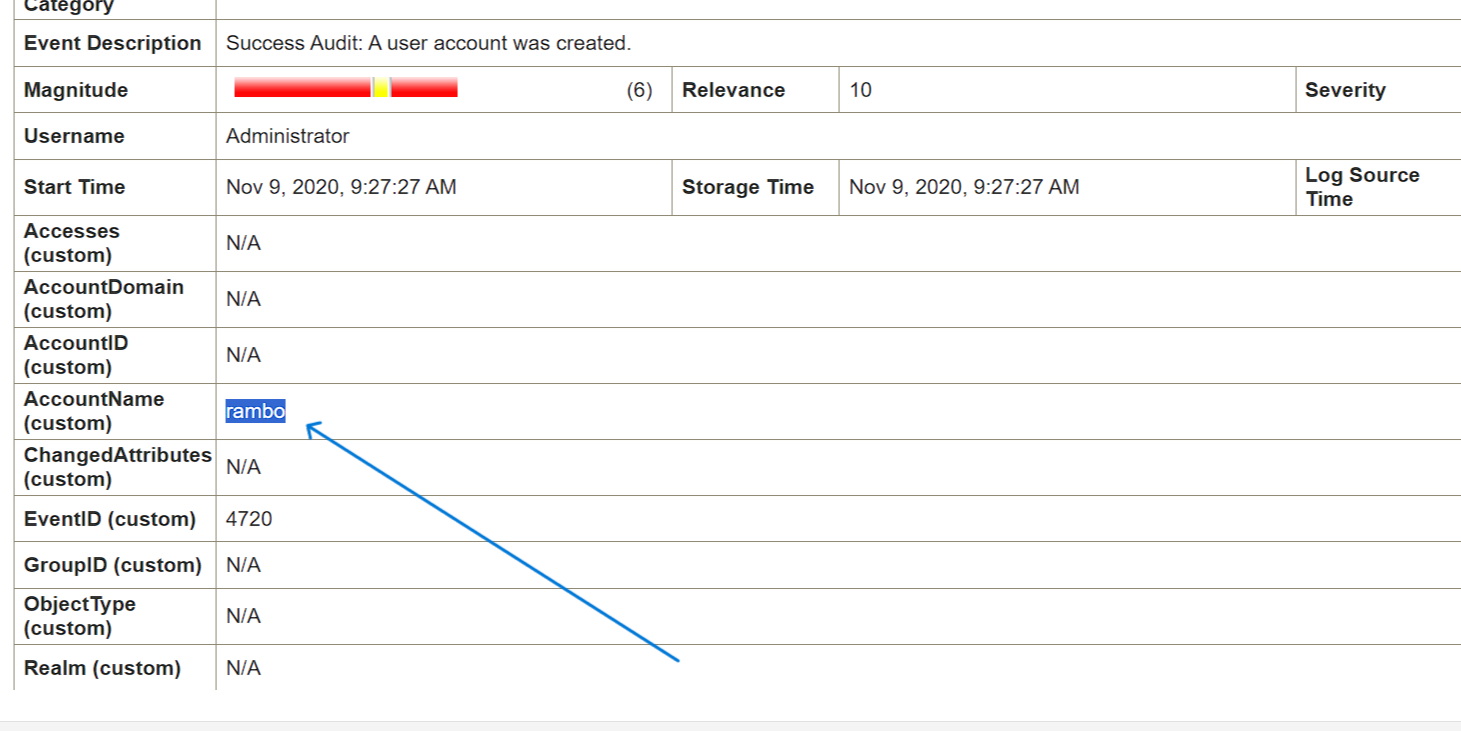 Category
Event Description Success Audit: A user account was created.
Magnitude (6) Relevance 10 Severity
Username Administrator
Start Time Nov 9, 2020, 9:27:27 AM Storage Time Nov 9, 2020, 9:27:27 AM Log Source
Time
Accesses
(custom) N/A
AccountDomain
(custom) N/A
AccountID
(custom) N/A
AccountName
(custom) rambo
ChangedAttributes
(custom) N/A
EventID (custom) 4720
GroupID (custom) N/A
ObjectType
(custom) N/A
Realm (custom) N/A